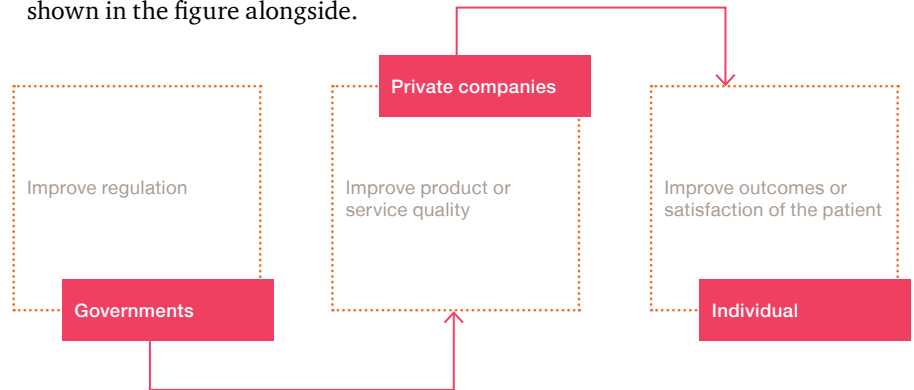 shown in the figure alongside.
Private companies
Improve regulation
Improve product or
service quality
Improve outcomes or
satisfaction of the patient
Governments
Individual